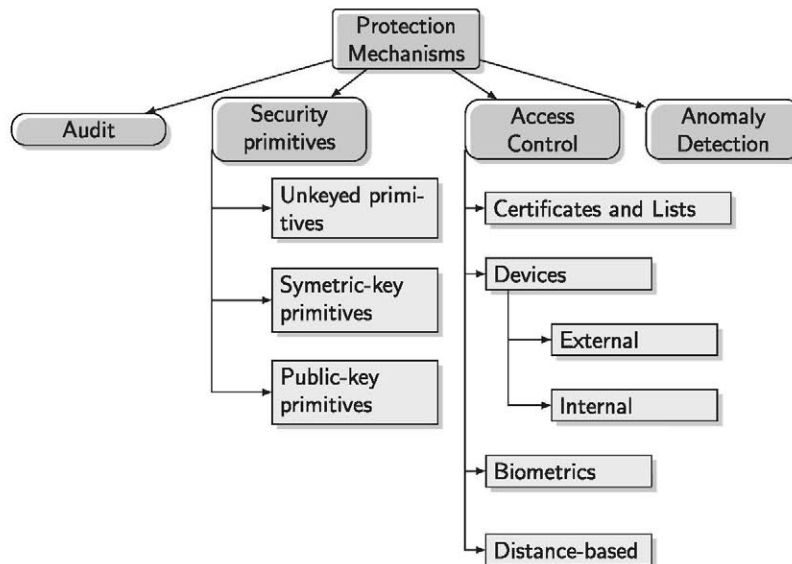 Protection
Mechanisms
Audit
Security
primitives
Access
Control
Anomaly
Detection
Unkeyed primi-
tives
Symetric-key
primitives
Public-key
primitives
Certificates and Lists
Devices
External
Internal
Biometrics
Distance-based